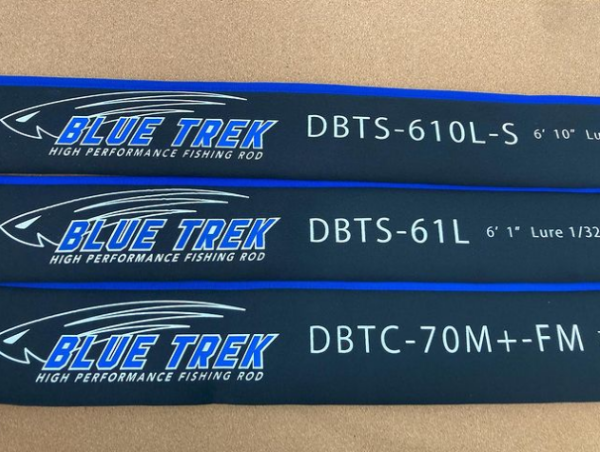 BLUE TREK
HIGH PERFORMANCE FISHING ROD
DBTS-610L-S 6' 10"
BLUE TREK
HIGH PERFORMANCE FISHING ROD
DBTS-61L 6' 1" Lure 1/32
BLUE TREK
HIGH PERFORMANCE FISHING ROD
DBTC-70M+-FM